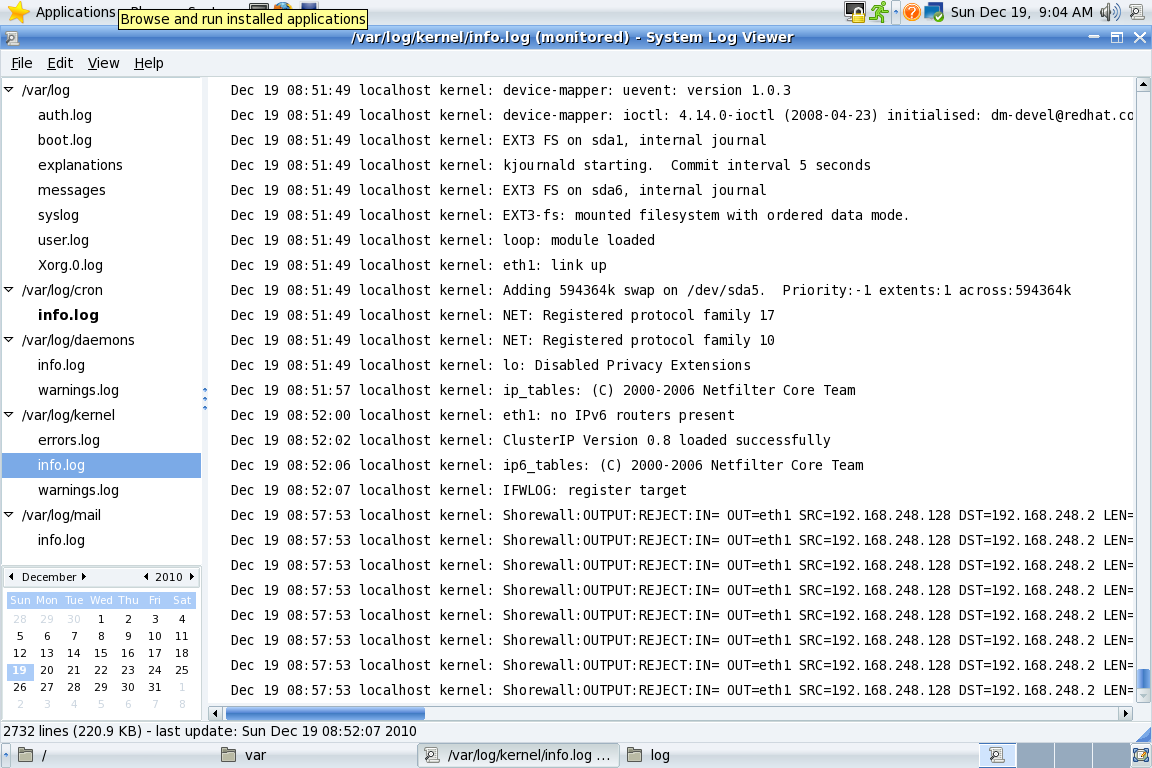 Applications
Browse and run installed applications
Sun Dec 19, 9:04 AM
/var/log/kernel/info.log (monitored) - System Log Viewer
File Edit View Help
/var/log
auth.log
boot.log
explanations
messages
syslog
user.log
Xorg.0.log
/var/log/cron
info.log
/var/log/daemons
info.log
warnings.log
/var/log/kernel
errors.log
info.log
warnings.log
/var/log/mail
info.log
December 2010
Sun Mon Tue Wed Thu Fri Sat
28 29 30 1 2 3 4
5 6 7 8 9 10 11
12 13 14 15 16 17 18
19 20 21 22 23 24 25
26 27 28 29 30 31 1
2 3 4 5 6 7 8
Dec 19 08:51:49 localhost kernel: device-mapper: uevent: version 1.0.3
Dec 19 08:51:49 localhost kernel: device-mapper: ioctl: 4.14.0-ioctl (2008-04-23) initialised: dm-devel@redhat.co
Dec 19 08:51:49 localhost kernel: EXT3 FS on sda1, internal journal
Dec 19 08:51:49 localhost kernel: kjournald starting.  Commit interval 5 seconds
Dec 19 08:51:49 localhost kernel: EXT3 FS on sda6, internal journal
Dec 19 08:51:49 localhost kernel: EXT3-fs: mounted filesystem with ordered data mode.
Dec 19 08:51:49 localhost kernel: loop: module loaded
Dec 19 08:51:49 localhost kernel: eth1: link up
Dec 19 08:51:49 localhost kernel: Adding 594364k swap on /dev/sda5.  Priority:-1 extents:1 across:594364k
Dec 19 08:51:49 localhost kernel: NET: Registered protocol family 17
Dec 19 08:51:49 localhost kernel: NET: Registered protocol family 10
Dec 19 08:51:49 localhost kernel: lo: Disabled Privacy Extensions
Dec 19 08:51:57 localhost kernel: ip_tables: (C) 2000-2006 Netfilter Core Team
Dec 19 08:52:00 localhost kernel: eth1: no IPv6 routers present
Dec 19 08:52:02 localhost kernel: ClusterIP Version 0.8 loaded successfully
Dec 19 08:52:06 localhost kernel: ip6_tables: (C) 2000-2006 Netfilter Core Team
Dec 19 08:52:07 localhost kernel: IFWLOG: register target
Dec 19 08:57:53 localhost kernel: Shorewall:OUTPUT:REJECT:IN= OUT=eth1 SRC=192.168.248.128 DST=192.168.248.2 LEN=
Dec 19 08:57:53 localhost kernel: Shorewall:OUTPUT:REJECT:IN= OUT=eth1 SRC=192.168.248.128 DST=192.168.248.2 LEN=
Dec 19 08:57:53 localhost kernel: Shorewall:OUTPUT:REJECT:IN= OUT=eth1 SRC=192.168.248.128 DST=192.168.248.2 LEN=
Dec 19 08:57:53 localhost kernel: Shorewall:OUTPUT:REJECT:IN= OUT=eth1 SRC=192.168.248.128 DST=192.168.248.2 LEN=
Dec 19 08:57:53 localhost kernel: Shorewall:OUTPUT:REJECT:IN= OUT=eth1 SRC=192.168.248.128 DST=192.168.248.2 LEN=
Dec 19 08:57:53 localhost kernel: Shorewall:OUTPUT:REJECT:IN= OUT=eth1 SRC=192.168.248.128 DST=192.168.248.2 LEN=
Dec 19 08:57:53 localhost kernel: Shorewall:OUTPUT:REJECT:IN= OUT=eth1 SRC=192.168.248.128 DST=192.168.248.2 LEN=
Dec 19 08:57:53 localhost kernel: Shorewall:OUTPUT:REJECT:IN= OUT=eth1 SRC=192.168.248.128 DST=192.168.248.2 LEN=
2732 lines (220.9 KB) - last update: Sun Dec 19 08:52:07 2010
/ var /var/log/kernel/info.log ... log